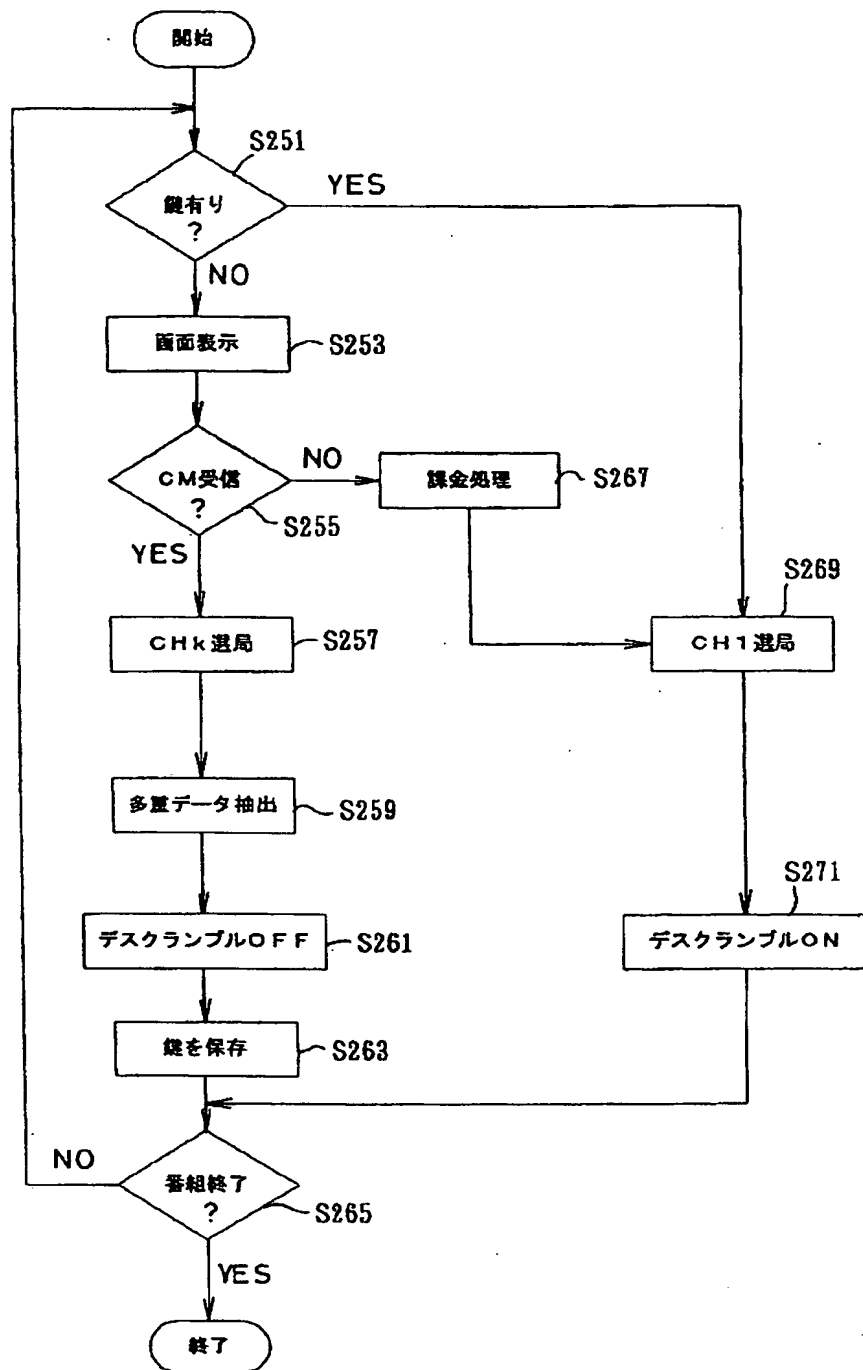 開始
S251
鍵有り
?
YES
NO
画面表示
S253
CM受信
?
NO
課金処理
S267
S255
YES
S269
CHk選局
S257
CH1選局
多重データ抽出
S259
S271
デスクランブルOFF
S261
デスクランブルON
鍵を保存
S263
NO
番組終了
?
S265
YES
終了